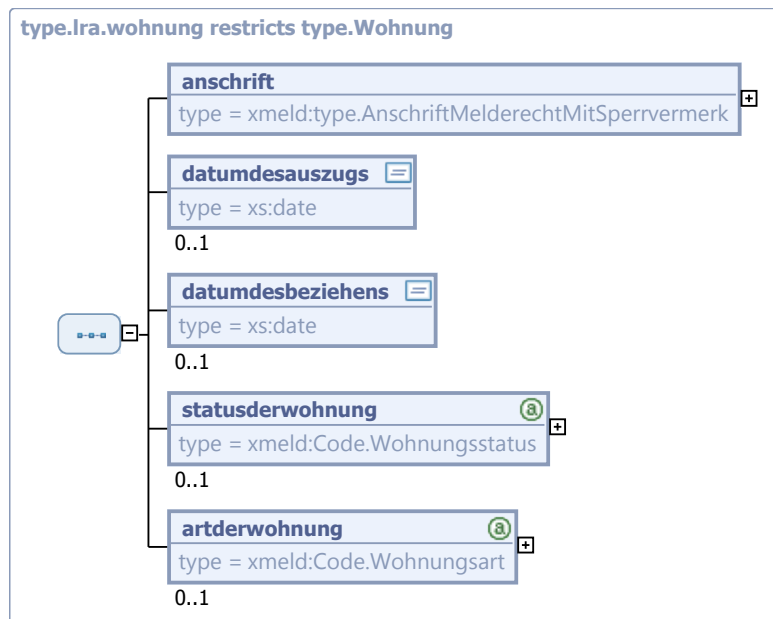 type.lra.wohnung restricts type.Wohnung
anschrift
type = xmeld:type.AnschriftMelderechtMitSperrvermerk
datumdesauszugs
type = xs:date
0..1
datumdesbeziehens
type = xs:date
0..1
statusderwohnung
type = xmeld:Code.Wohnungsstatus
0..1
artderwohnung
type = xmeld:Code.Wohnungsart
0..1